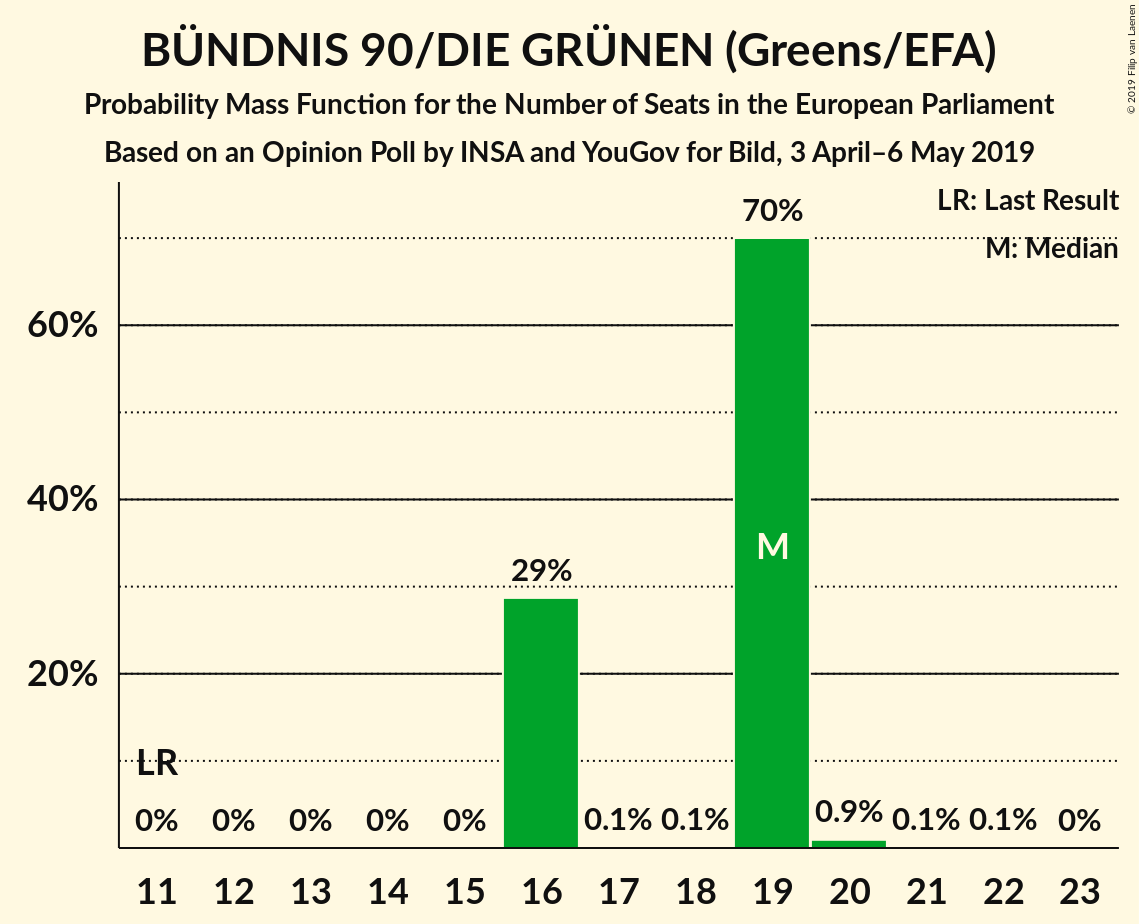 BÜNDNIS 90/DIE GRÜNEN (Greens/EFA)
Probability Mass Function for the Number of Seats in the European Parliament
Based on an Opinion Poll by INSA and YouGov for Bild, 3 April–6 May 2019
© 2019 Filip van Laenen
LR: Last Result
M: Median
70%
60%
40%
M
29%
20%
LR
0% 0% 0% 0% 0% 0.1% 0.1% 0.9% 0.1% 0.1% 0%
11 12 13 14 15 16 17 18 19 20 21 22 23